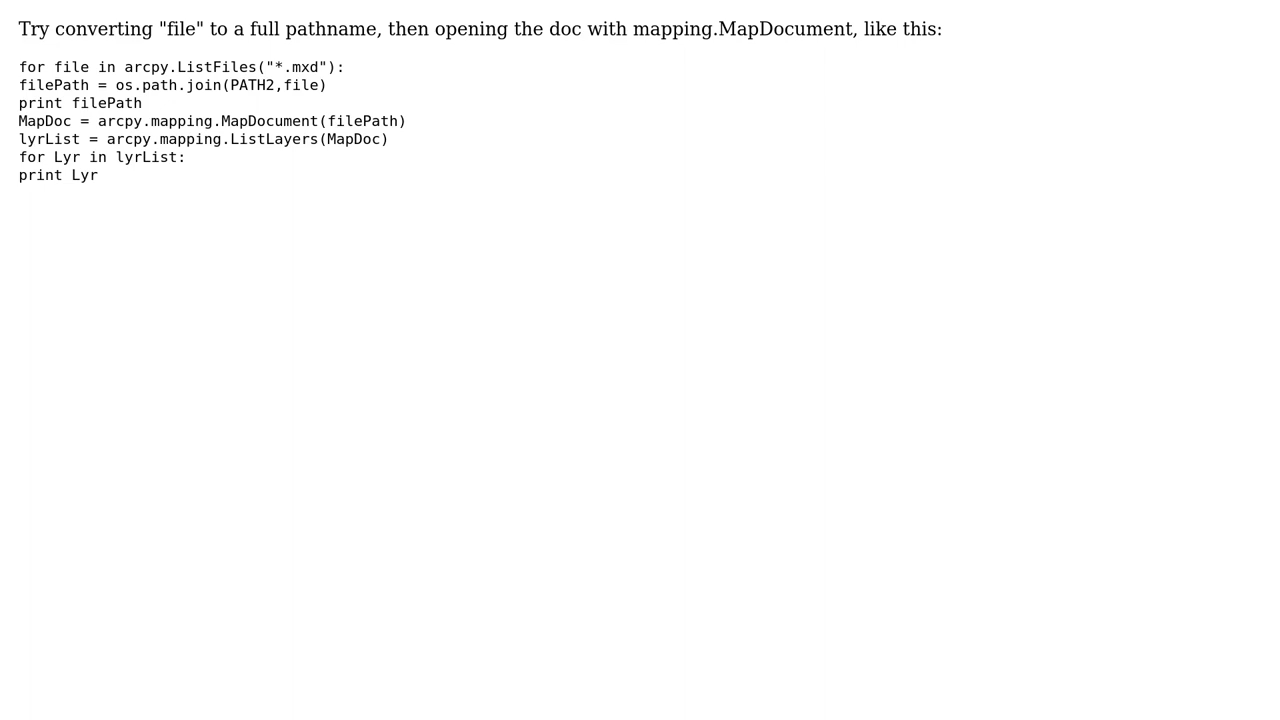 Try converting "file" to a full pathname, then opening the doc with mapping.MapDocument, like this:
for file in arcpy.ListFiles("*.mxd"):
filePath = os.path.join(PATH2,file)
print filePath
MapDoc = arcpy.mapping.MapDocument(filePath)
lyrList = arcpy.mapping.ListLayers(MapDoc)
for Lyr in lyrList:
print Lyr